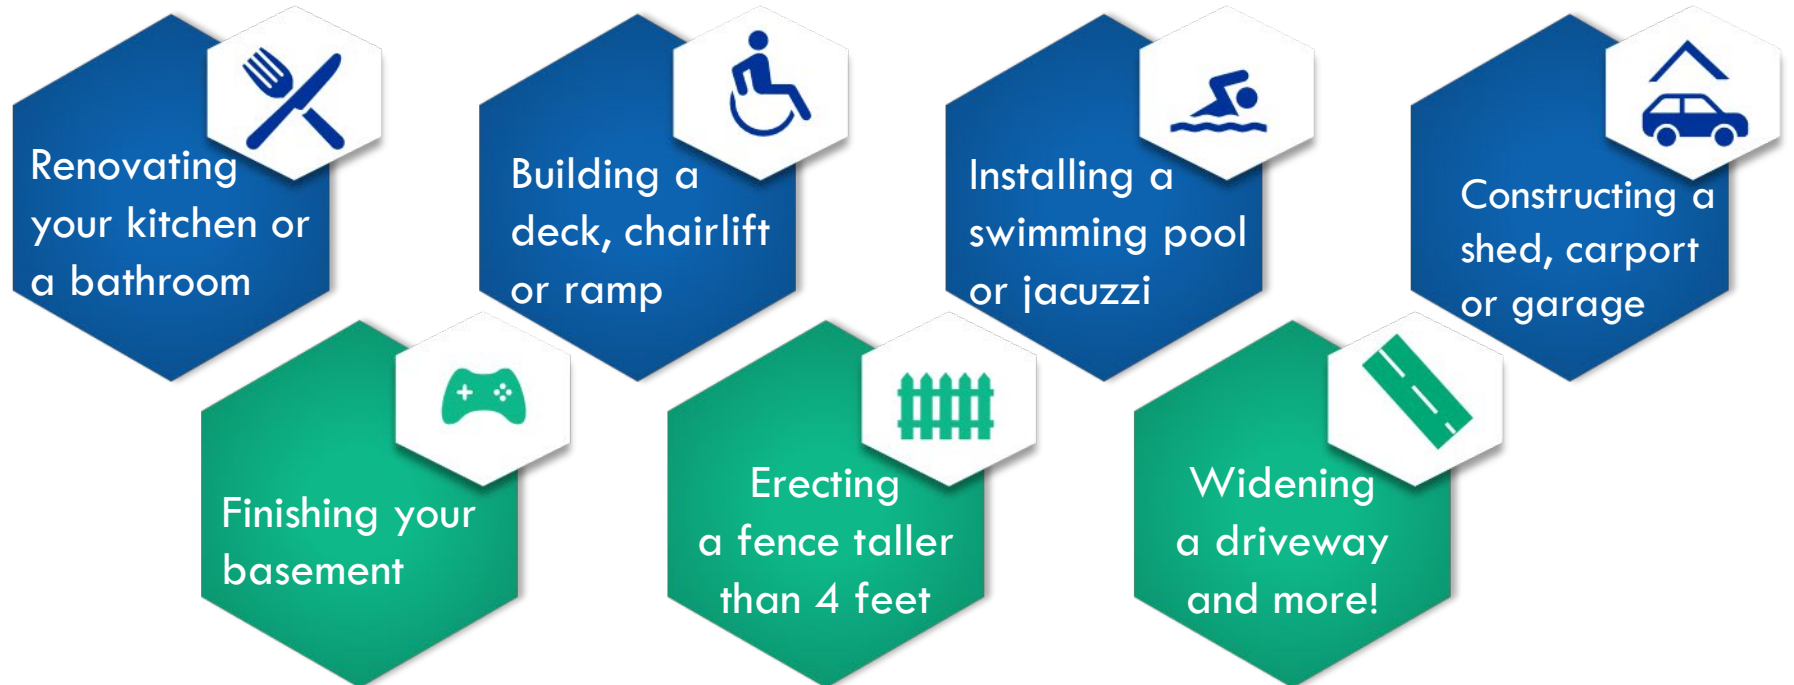 Renovating
your kitchen or
a bathroom
Building a
deck, chairlift
or ramp
Installing a
swimming pool
or jacuzzi
Constructing a
shed, carport
or garage
Finishing your
basement
Erecting
a fence taller
than 4 feet
Widening
a driveway
and more!